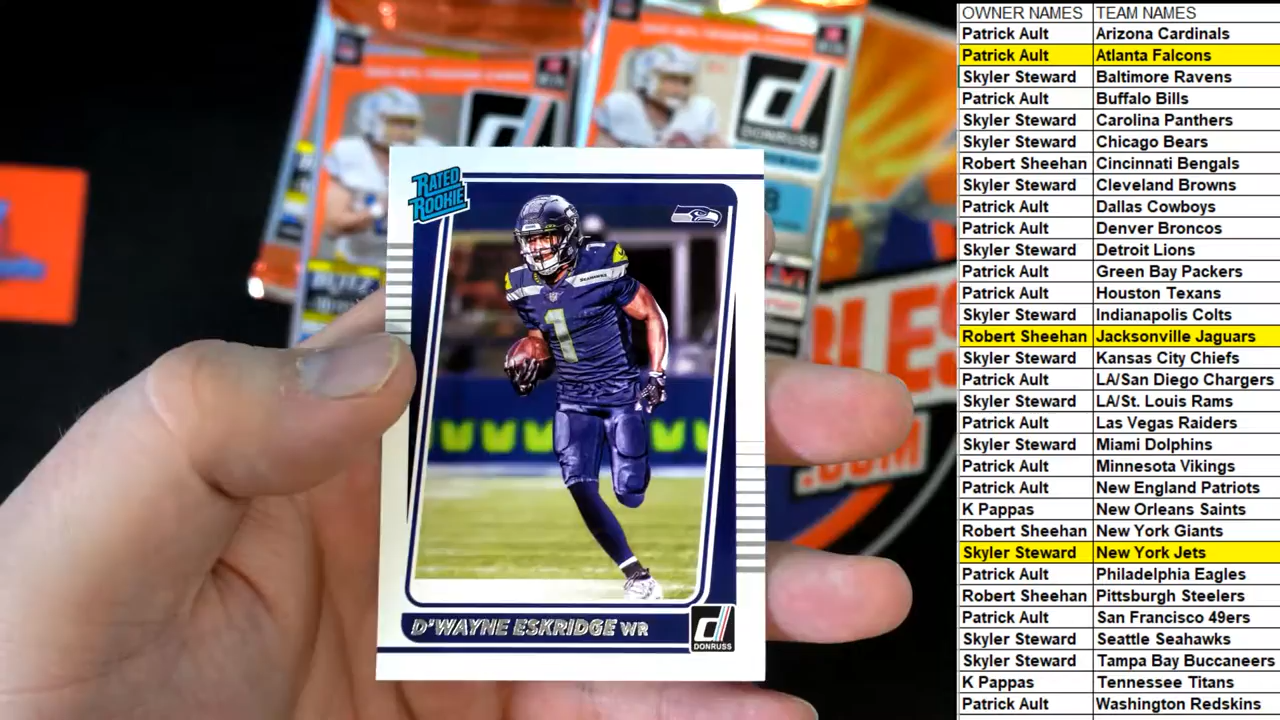 OWNER NAMES TEAM NAMES
Patrick Ault Arizona Cardinals
Patrick Ault Atlanta Falcons
Skyler Steward Baltimore Ravens
Patrick Ault Buffalo Bills
Skyler Steward Carolina Panthers
Skyler Steward Chicago Bears
Robert Sheehan Cincinnati Bengals
Skyler Steward Cleveland Browns
Patrick Ault Dallas Cowboys
Patrick Ault Denver Broncos
Skyler Steward Detroit Lions
Patrick Ault Green Bay Packers
Patrick Ault Houston Texans
Skyler Steward Indianapolis Colts
Robert Sheehan Jacksonville Jaguars
Skyler Steward Kansas City Chiefs
Patrick Ault LA/San Diego Chargers
Skyler Steward LA/St. Louis Rams
Patrick Ault Las Vegas Raiders
Skyler Steward Miami Dolphins
Patrick Ault Minnesota Vikings
Patrick Ault New England Patriots
K Pappas New Orleans Saints
Robert Sheehan New York Giants
Skyler Steward New York Jets
Patrick Ault Philadelphia Eagles
Robert Sheehan Pittsburgh Steelers
Patrick Ault San Francisco 49ers
Skyler Steward Seattle Seahawks
Skyler Steward Tampa Bay Buccaneers
K Pappas Tennessee Titans
Patrick Ault Washington Redskins
DONRUSS
RATED
ROOKIE
SEAHAWKS
1
D'WAYNE ESKRIDGE WR
d
DONRUSS
BLITZ
.COM